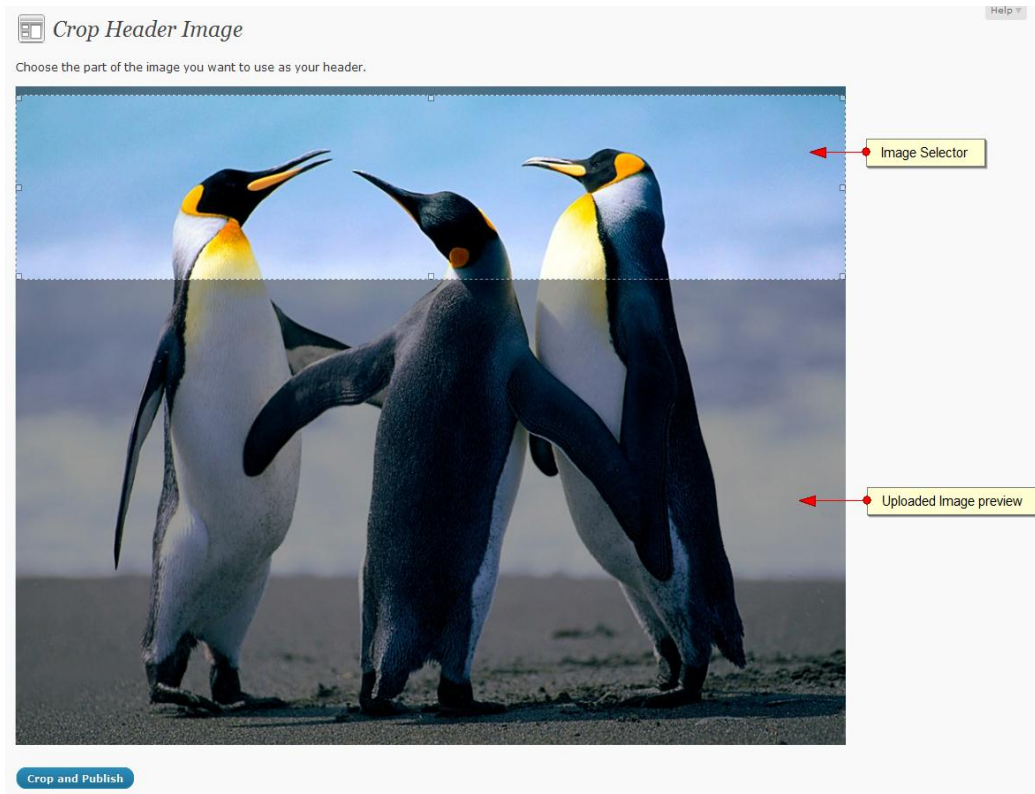 Help
Crop Header Image
Choose the part of the image you want to use as your header.
Image Selector
Uploaded Image preview
Crop and Publish